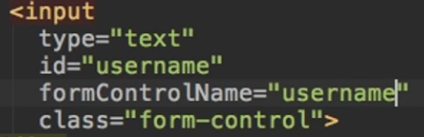 <input
type="text"
id="username"
formControlName="username"
class="form-control">